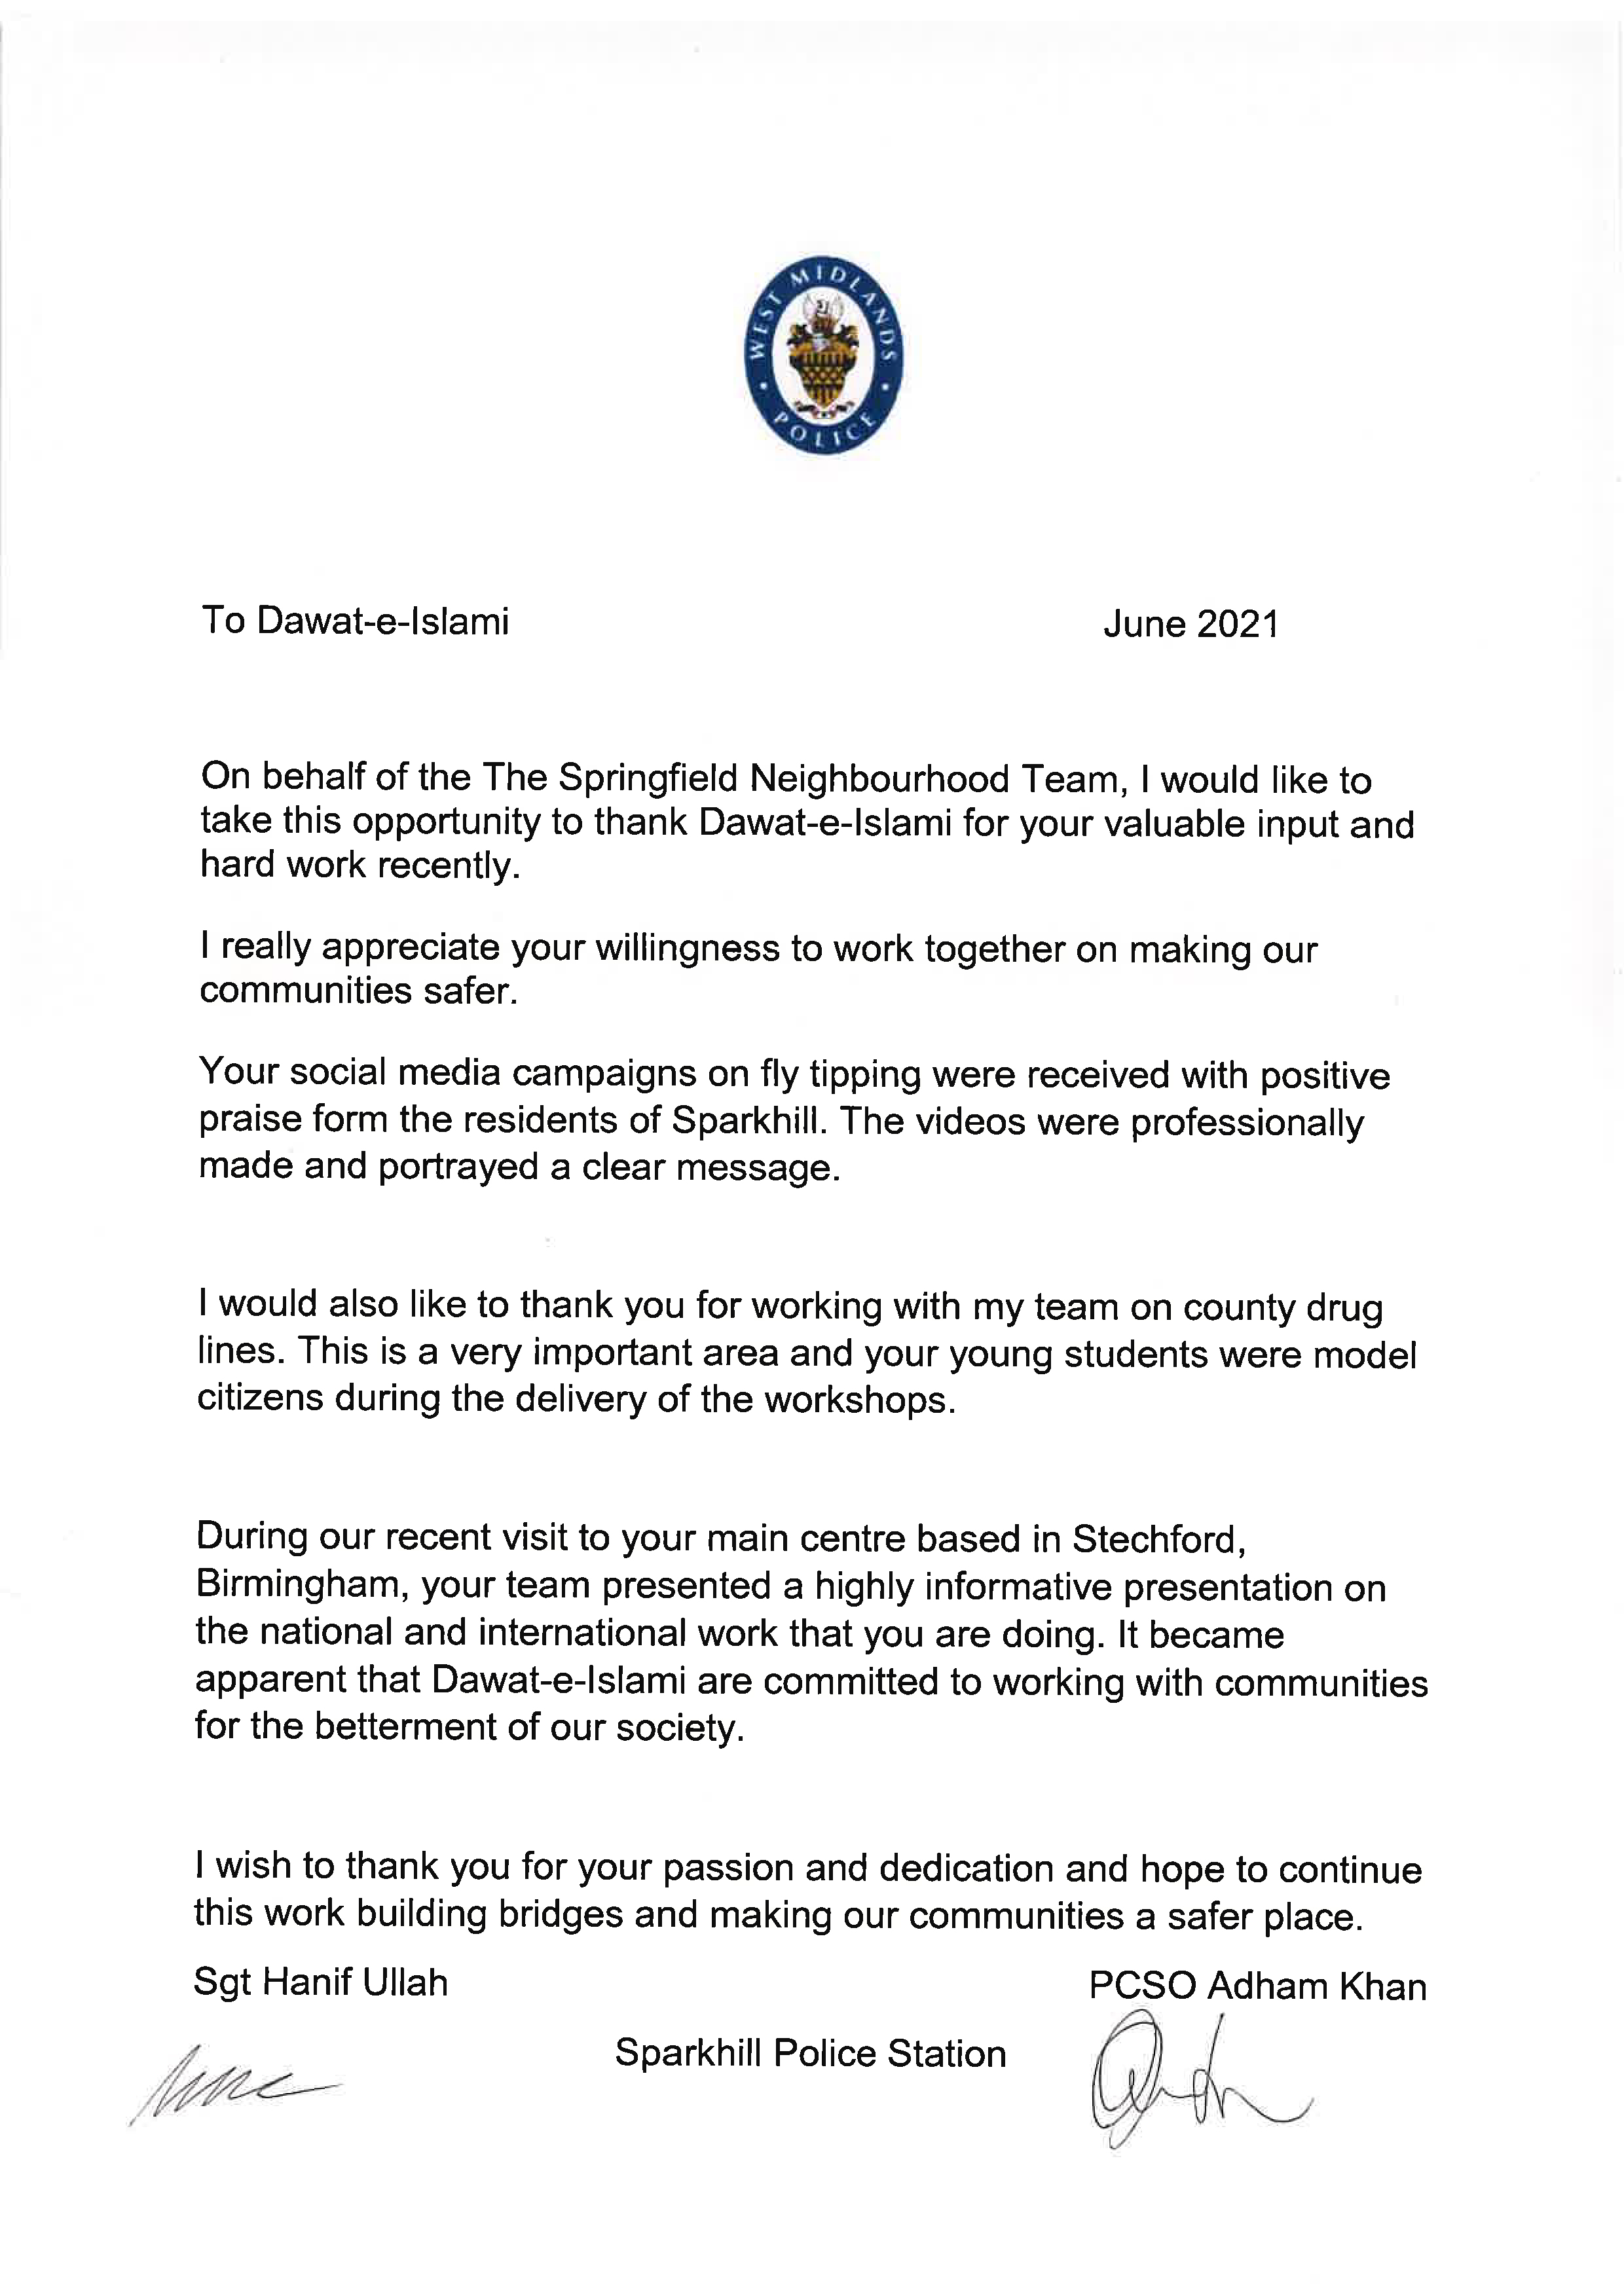 WEST MIDLANDS
POLICE
To Dawat-e-Islami June 2021
On behalf of the The Springfield Neighbourhood Team, I would like to
take this opportunity to thank Dawat-e-Islami for your valuable input and
hard work recently.
I really appreciate your willingness to work together on making our
communities safer.
Your social media campaigns on fly tipping were received with positive
praise form the residents of Sparkhill. The videos were professionally
made and portrayed a clear message.
I would also like to thank you for working with my team on county drug
lines. This is a very important area and your young students were model
citizens during the delivery of the workshops.
During our recent visit to your main centre based in Stechford,
Birmingham, your team presented a highly informative presentation on
the national and international work that you are doing. It became
apparent that Dawat-e-Islami are committed to working with communities
for the betterment of our society.
I wish to thank you for your passion and dedication and hope to continue
this work building bridges and making our communities a safer place.
Sgt Hanif Ullah PCSO Adham Khan
Sparkhill Police Station